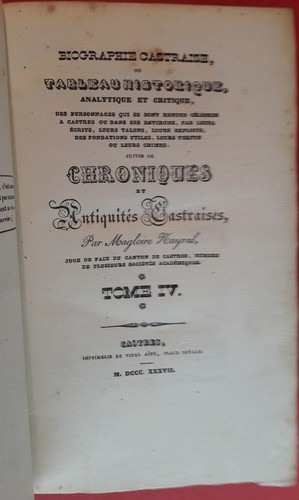 BIOGRAPHIE CASTRAISE,
OU
TABLEAU HISTORIQUE,
ANALYTIQUE ET CRITIQUE,
DES PERSONNAGES QUI SE SONT RENDUS CÉLÈBRES
A CASTRES OU DANS SES ENVIRONS, PAR LEURS
ÉCRITS, LEURS TALENS, LEURS EXPLOITS,
DES FONDATIONS UTILES, LEURS VERTUS
OU LEURS CRIMES.
SUIVIE DE
CHRONIQUES
ET
Antiquités Castraises,
Par Magloire Nayral,
JUGE DE PAIX DU CANTON DE CASTRES, MEMBRE
DE PLUSIEURS SOCIÉTÉS ACADÉMIQUES.
TOME IV.
CASTRES,
IMPRIMERIE DE VIDAL AÎNÉ, PLACE
M. DCCC. XXXVII.